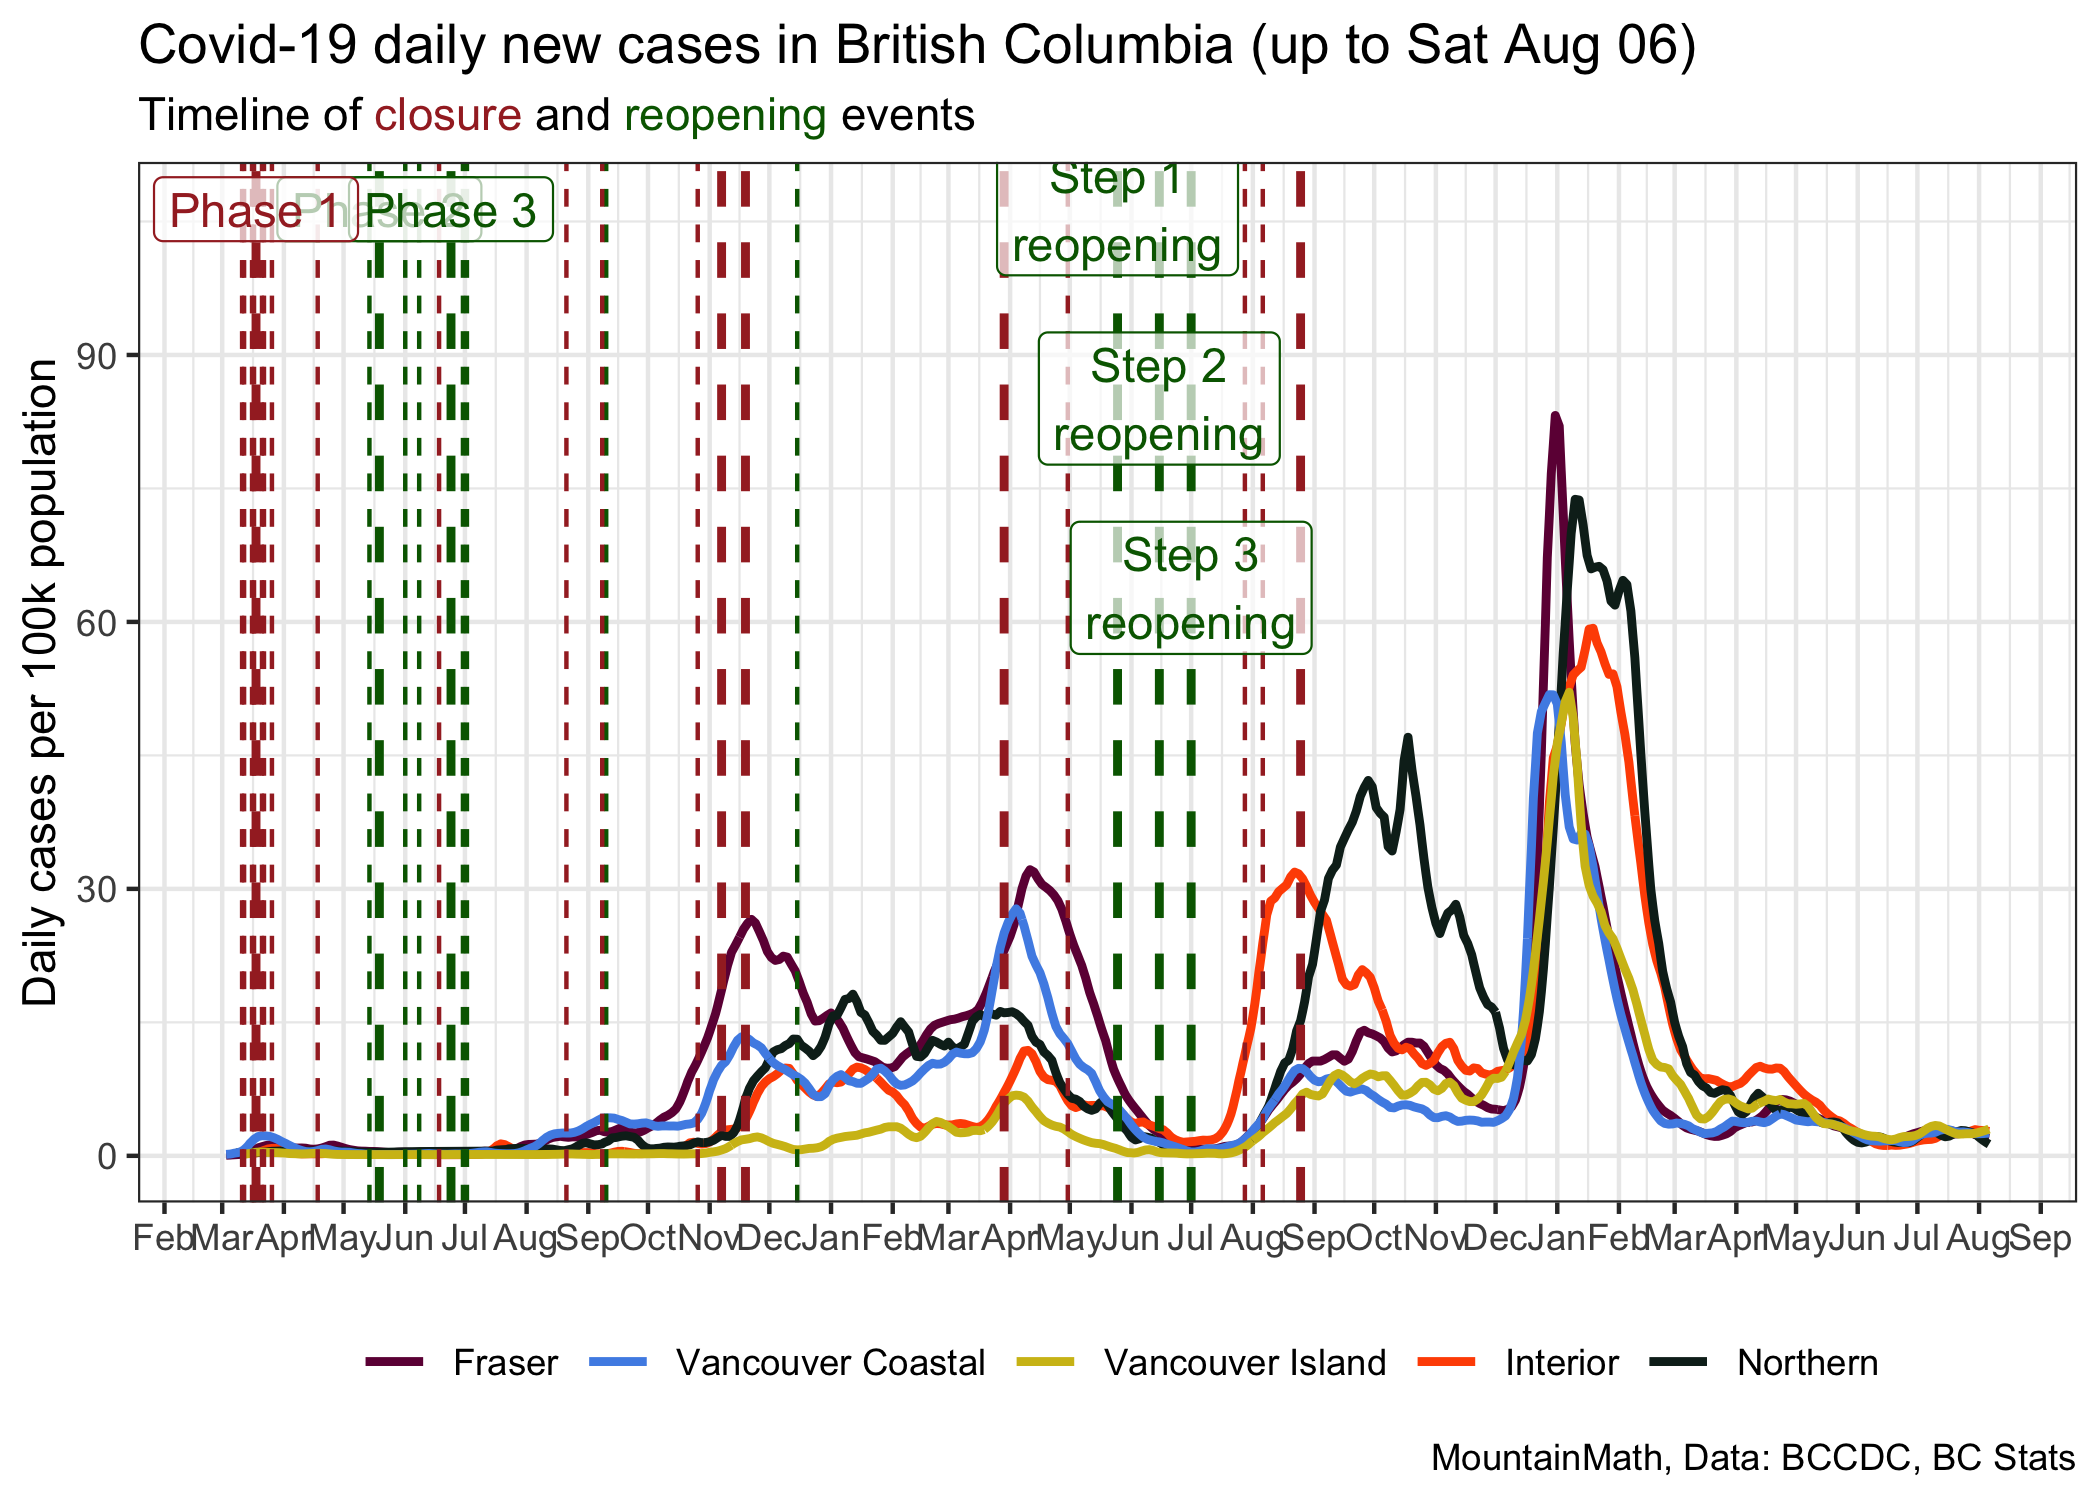 Covid-19 daily new cases in British Columbia (up to Sat Aug 06)
Timeline of closure and reopening events
Phase 1 Phase 2 Phase 3
Step 1
reopening
Step 2
reopening
Step 3
reopening
Daily cases per 100k population
90
60
30
0
Feb Mar Apr May Jun Jul Aug Sep Oct Nov Dec Jan Feb Mar Apr May Jun Jul Aug Sep Oct Nov Dec Jan Feb Mar Apr May Jun Jul Aug Sep
Fraser Vancouver Coastal Vancouver Island Interior Northern
MountainMath, Data: BCCDC, BC Stats